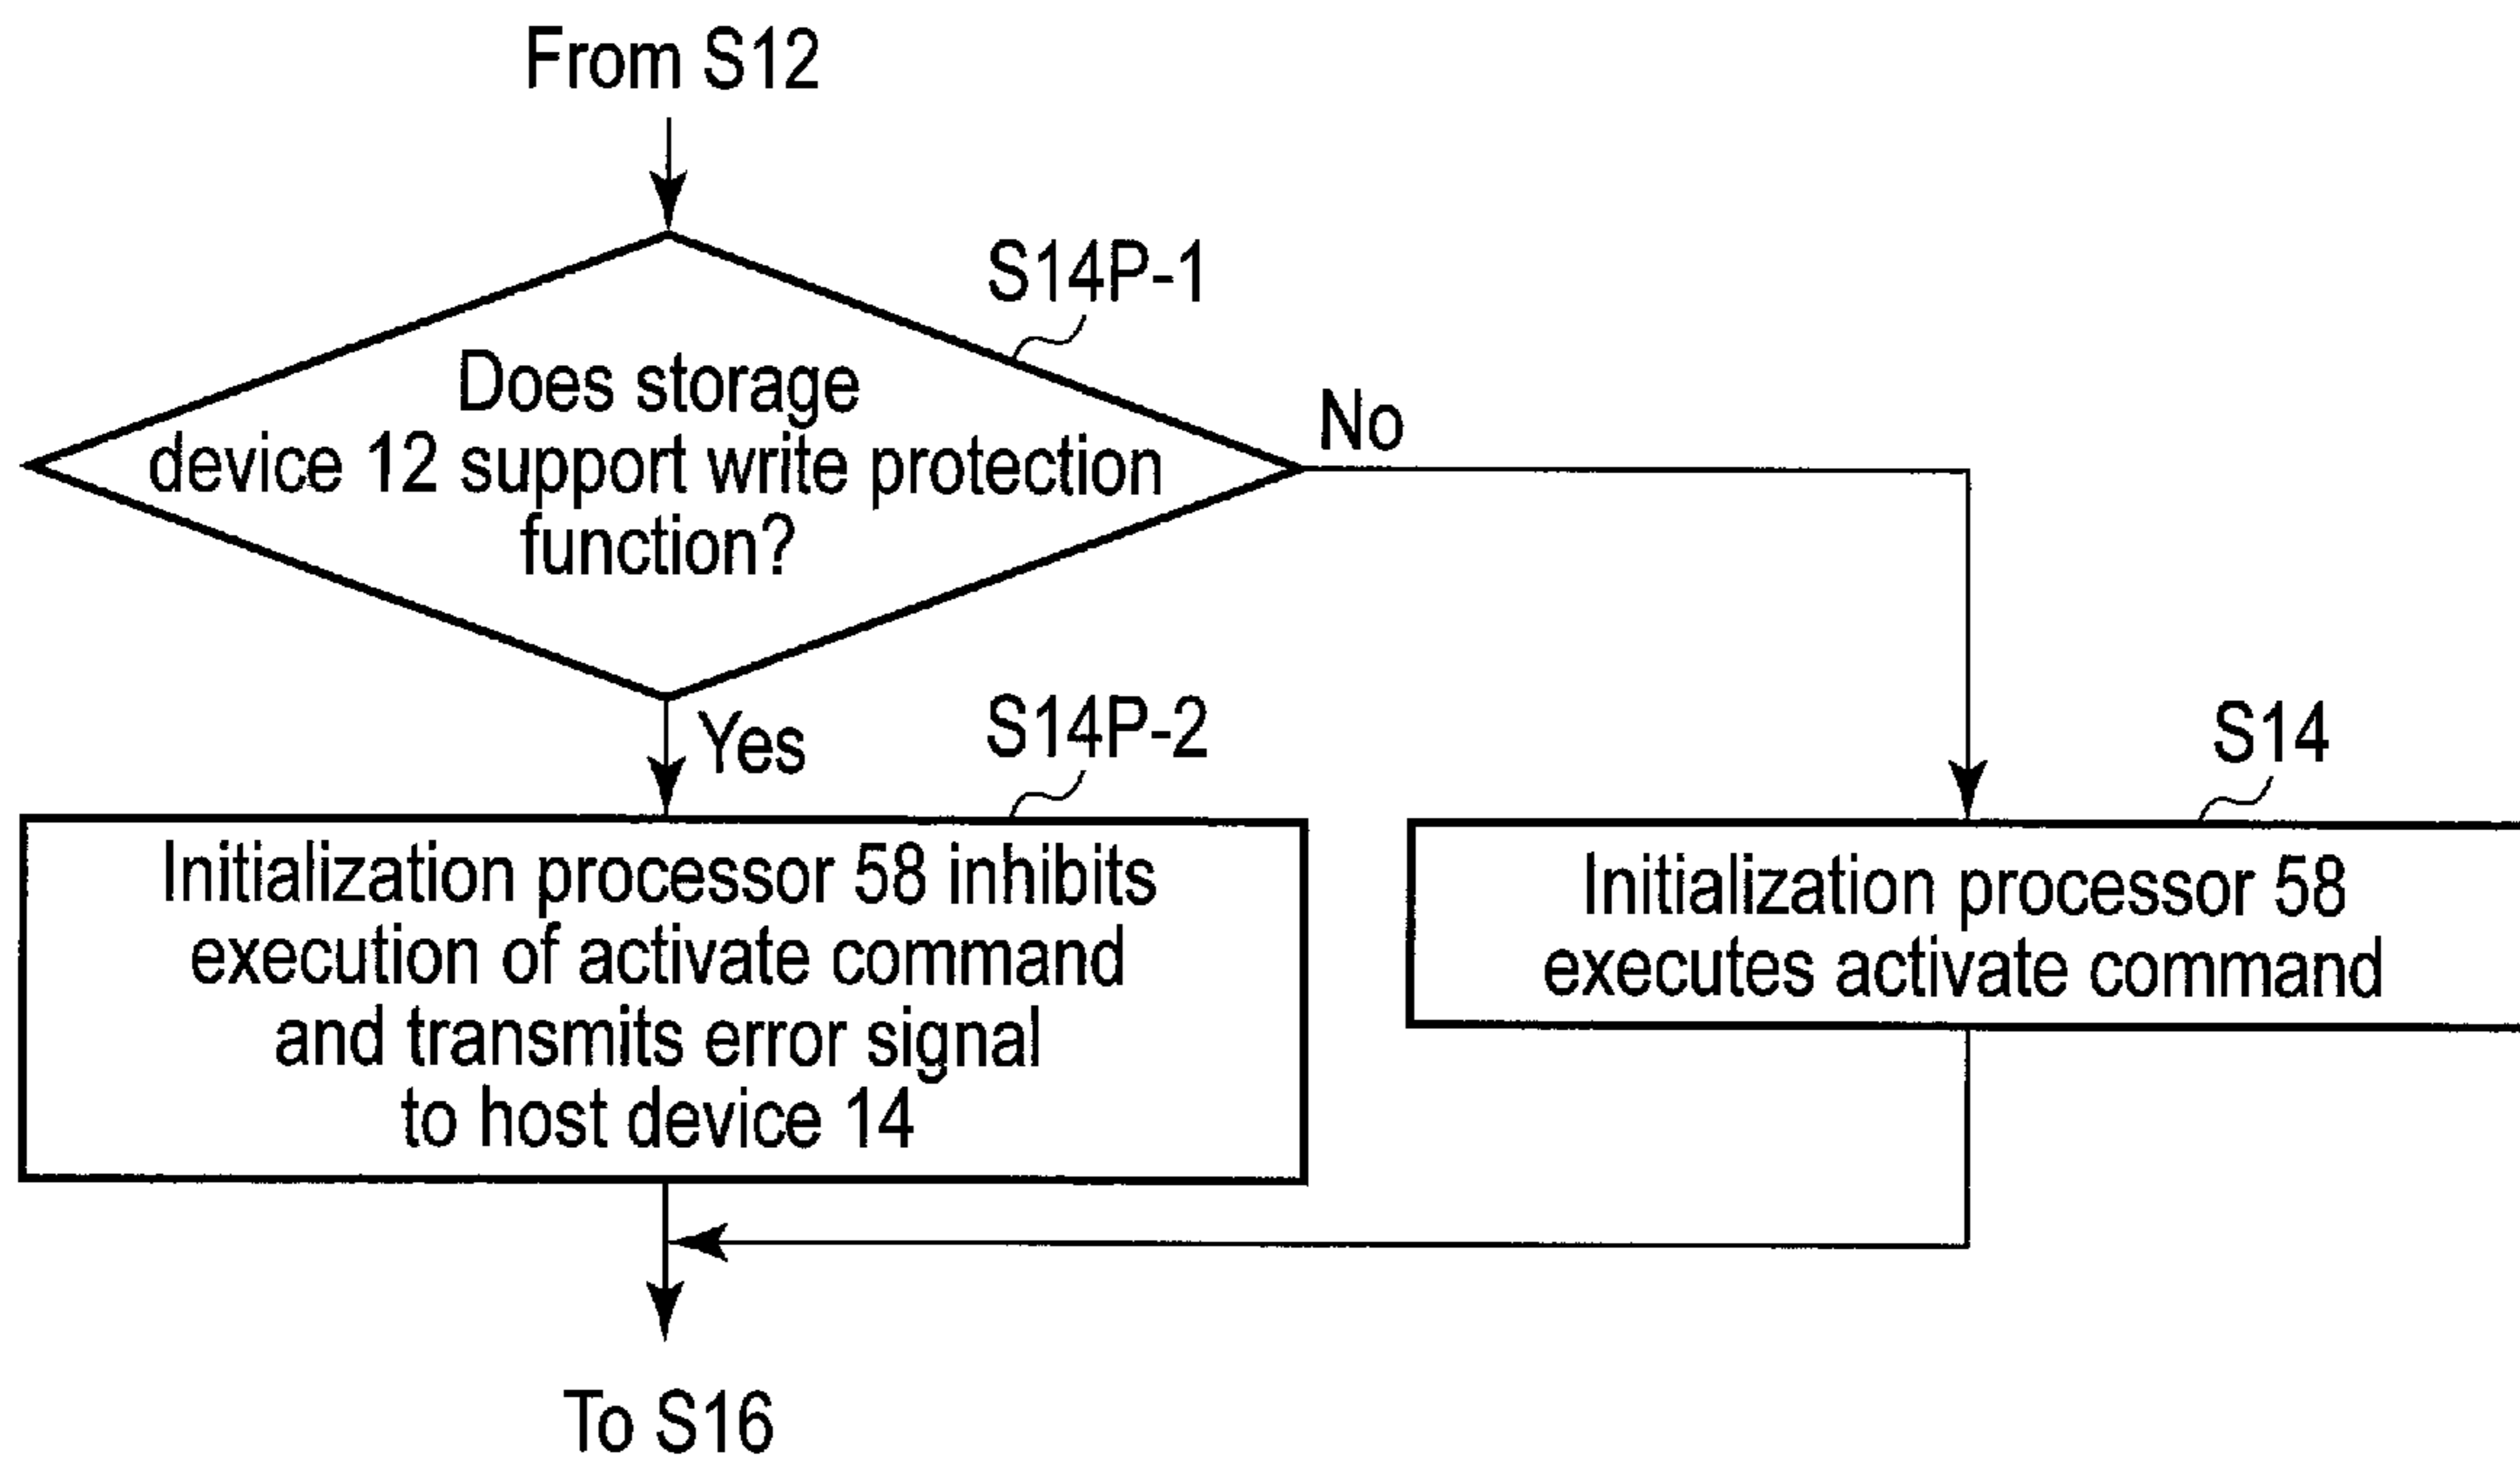 From S12
S14P-1
Does storage
device 12 support write protection
function?
No
Yes
S14P-2
Initialization processor 58 inhibits
execution of activate command
and transmits error signal
to host device 14
S14
Initialization processor 58
executes activate command
To S16